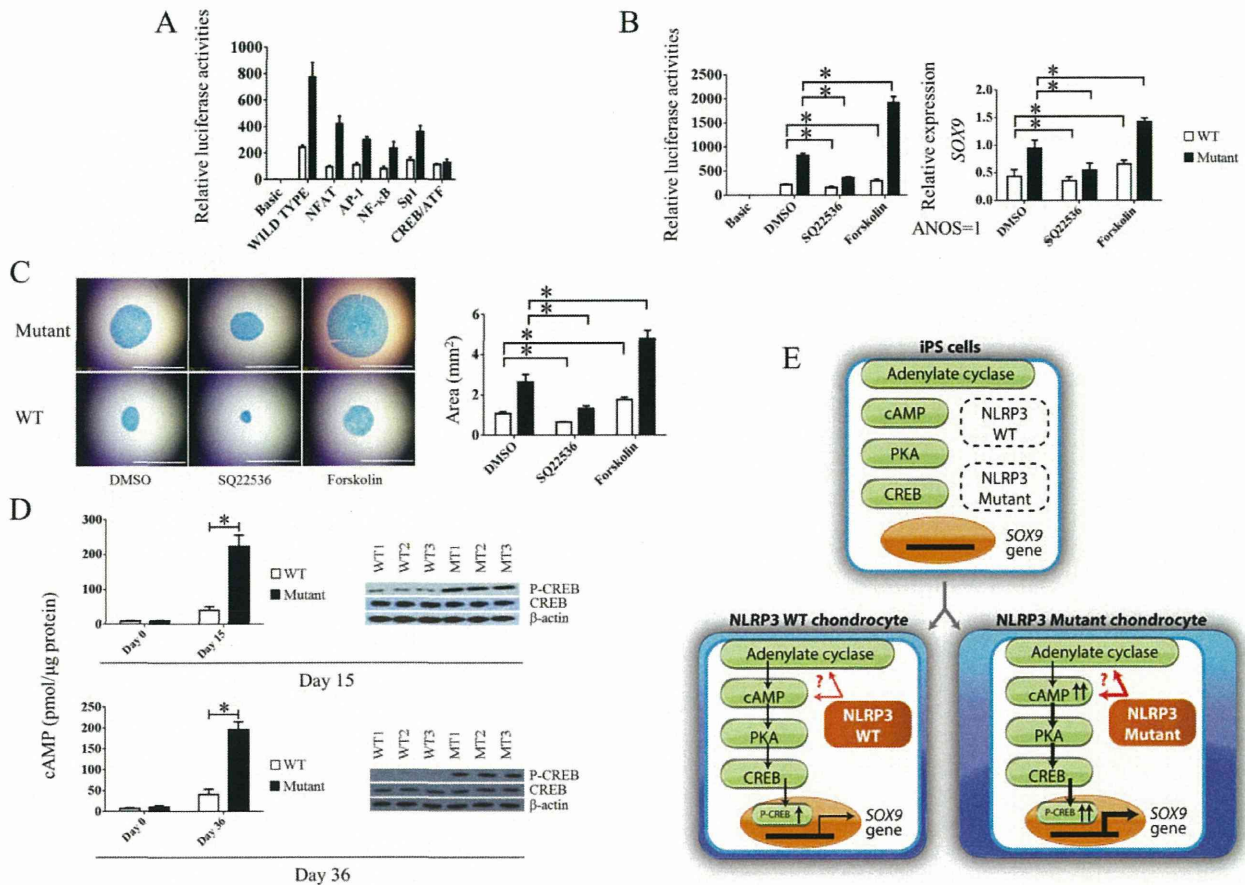 A
Relative luciferase activities
1000
800
600
400
200
0
Basic
WILD TYPE
NFAT
AP-1
NF-κB
Sp1
CREB/ATF
B
Relative luciferase activities
2500
2000
1500
1000
500
0
*
*
*
*
Basic
DMSO
SQ22536
Forskolin
ANOS=1
Relative expression
SOX9
2.0
1.5
1.0
0.5
0.0
*
*
*
*
DMSO
SQ22536
Forskolin
WT
Mutant
C
Mutant
WT
DMSO
SQ22536
Forskolin
Area (mm²)
6
4
2
0
*
*
*
*
DMSO
SQ22536
Forskolin
D
cAMP (pmol/μg protein)
300
200
100
0
*
Day 0
Day 15
WT
Mutant
WT1
WT2
WT3
MT1
MT2
MT3
P-CREB
CREB
β-actin
Day 15
250
200
150
100
50
0
*
Day 0
Day 36
WT
Mutant
WT1
WT2
WT3
MT1
MT2
MT3
P-CREB
CREB
β-actin
Day 36
E
iPS cells
Adenylate cyclase
cAMP
PKA
CREB
NLRP3
WT
NLRP3
Mutant
SOX9
gene
NLRP3 WT chondrocyte
Adenylate cyclase
?
cAMP
PKA
CREB
NLRP3
WT
P-CREB
SOX9
gene
NLRP3 Mutant chondrocyte
Adenylate cyclase
?
cAMP
PKA
CREB
NLRP3
Mutant
P-CREB
SOX9
gene